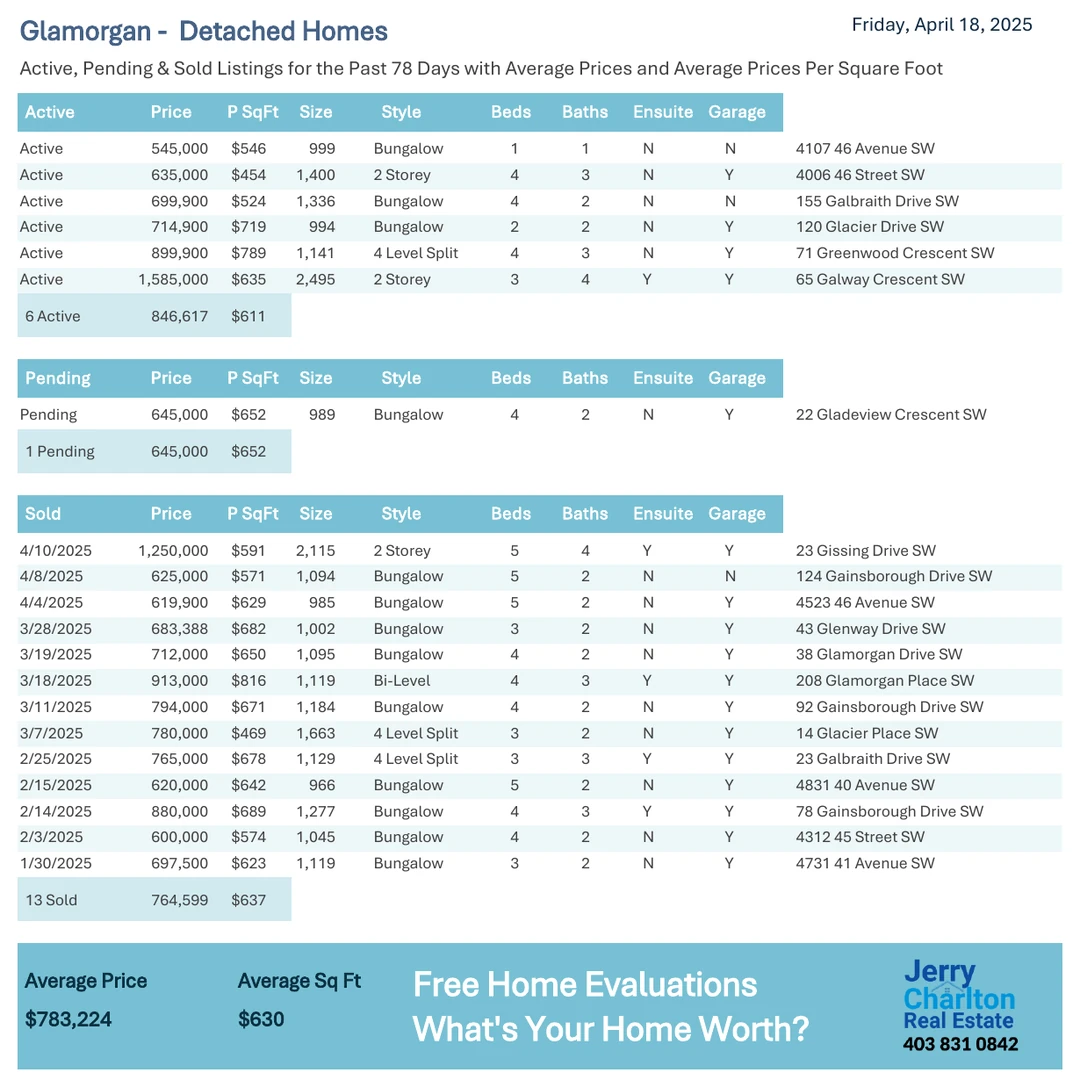 Glamorgan - Detached Homes
Friday, April 18, 2025
Active, Pending & Sold Listings for the Past 78 Days with Average Prices and Average Prices Per Square Foot
Active Price P SqFt Size Style Beds Baths Ensuite Garage
Active 545,000 $546 999 Bungalow 1 1 N N 4107 46 Avenue SW
Active 635,000 $454 1,400 2 Storey 4 3 N Y 4006 46 Street SW
Active 699,900 $524 1,336 Bungalow 4 2 N N 155 Galbraith Drive SW
Active 714,900 $719 994 Bungalow 2 2 N Y 120 Glacier Drive SW
Active 899,900 $789 1,141 4 Level Split 4 3 N Y 71 Greenwood Crescent SW
Active 1,585,000 $635 2,495 2 Storey 3 4 Y Y 65 Galway Crescent SW
6 Active 846,617 $611
Pending Price P SqFt Size Style Beds Baths Ensuite Garage
Pending 645,000 $652 989 Bungalow 4 2 N Y 22 Gladeview Crescent SW
1 Pending 645,000 $652
Sold Price P SqFt Size Style Beds Baths Ensuite Garage
4/10/2025 1,250,000 $591 2,115 2 Storey 5 4 Y Y 23 Gissing Drive SW
4/8/2025 625,000 $571 1,094 Bungalow 5 2 N N 124 Gainsborough Drive SW
4/4/2025 619,900 $629 985 Bungalow 5 2 N Y 4523 46 Avenue SW
3/28/2025 683,388 $682 1,002 Bungalow 3 2 N Y 43 Glenway Drive SW
3/19/2025 712,000 $650 1,095 Bungalow 4 2 N Y 38 Glamorgan Drive SW
3/18/2025 913,000 $816 1,119 Bi-Level 4 3 Y Y 208 Glamorgan Place SW
3/11/2025 794,000 $671 1,184 Bungalow 4 2 N Y 92 Gainsborough Drive SW
3/7/2025 780,000 $469 1,663 4 Level Split 3 2 N Y 14 Glacier Place SW
2/25/2025 765,000 $678 1,129 4 Level Split 3 3 Y Y 23 Galbraith Drive SW
2/15/2025 620,000 $642 966 Bungalow 5 2 N Y 4831 40 Avenue SW
2/14/2025 880,000 $689 1,277 Bungalow 4 3 Y Y 78 Gainsborough Drive SW
2/3/2025 600,000 $574 1,045 Bungalow 4 2 N Y 4312 45 Street SW
1/30/2025 697,500 $623 1,119 Bungalow 3 2 N Y 4731 41 Avenue SW
13 Sold 764,599 $637
Average Price Average Sq Ft
$783,224 $630
Free Home Evaluations
What's Your Home Worth?
Jerry
Charlton
Real Estate
403 831 0842